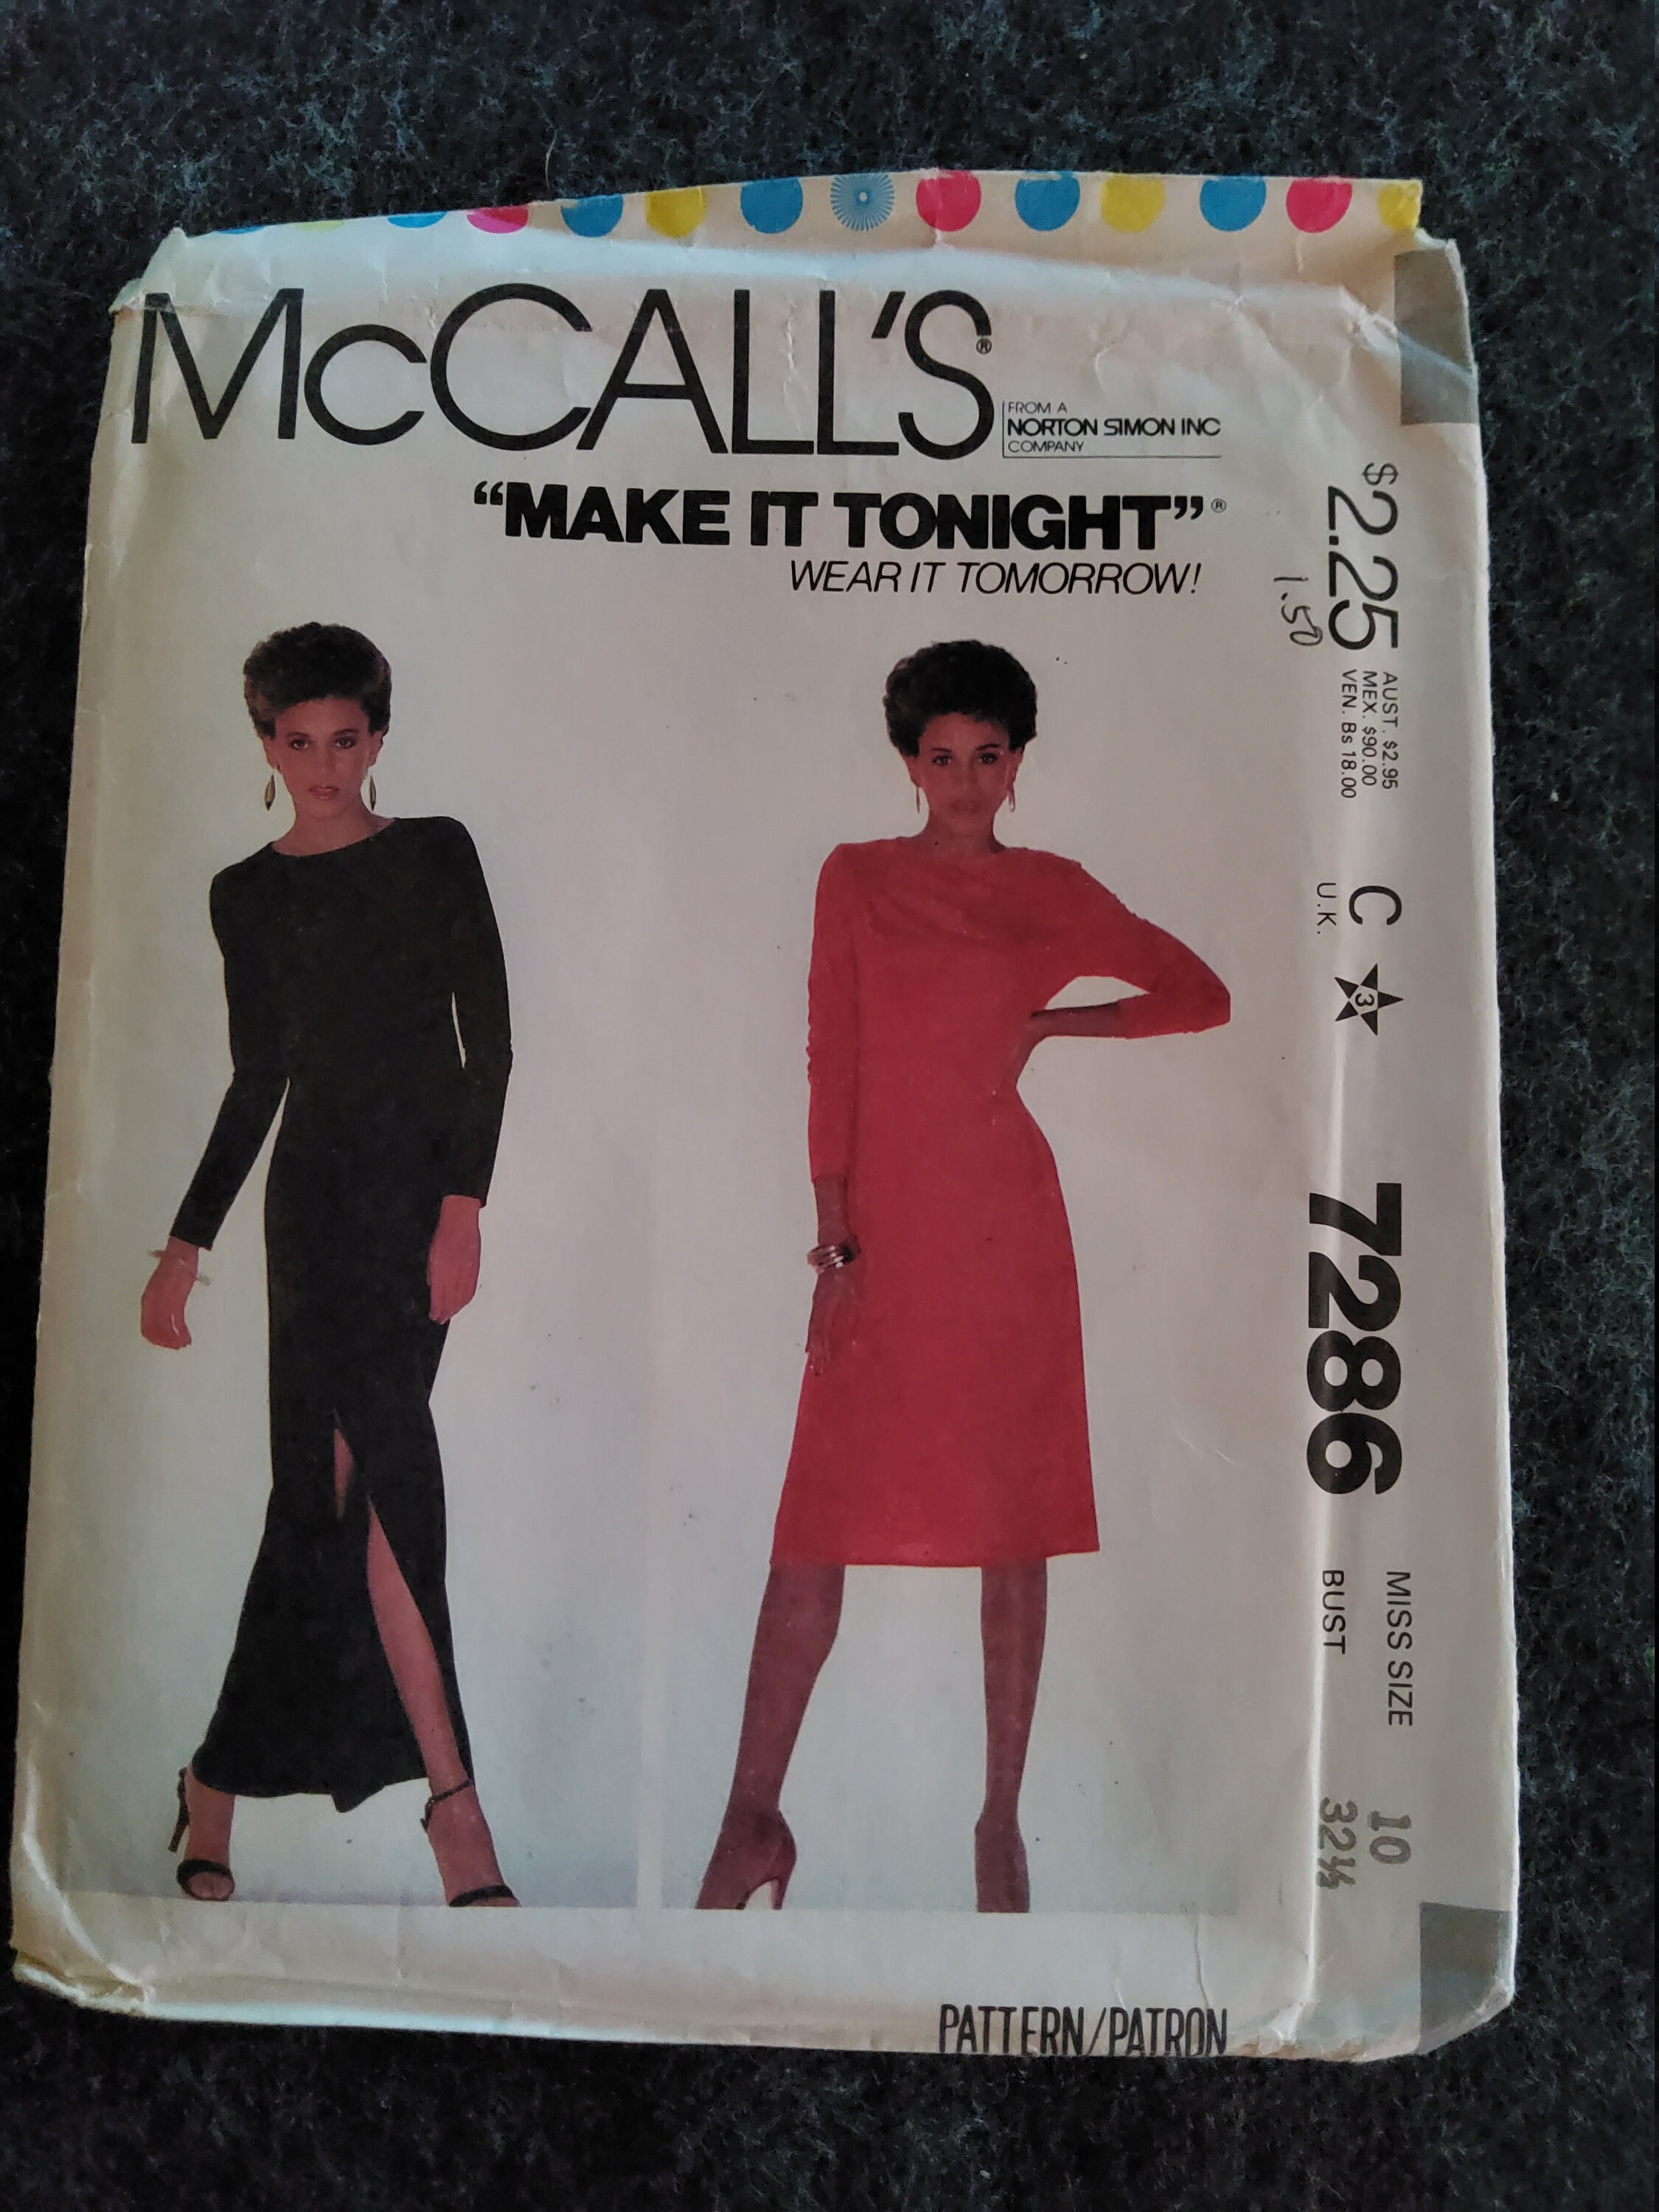 McCALL'S®
FROM A
NORTON SIMON INC
COMPANY
"MAKE IT TONIGHT"®
WEAR IT TOMORROW!
$2.25
1.50
AUST. $2.95
MEX. $90.00
VEN. Bs 18.00
C
U.K.
3
7286
MISS SIZE 10
BUST 32½
PATTERN/PATRON